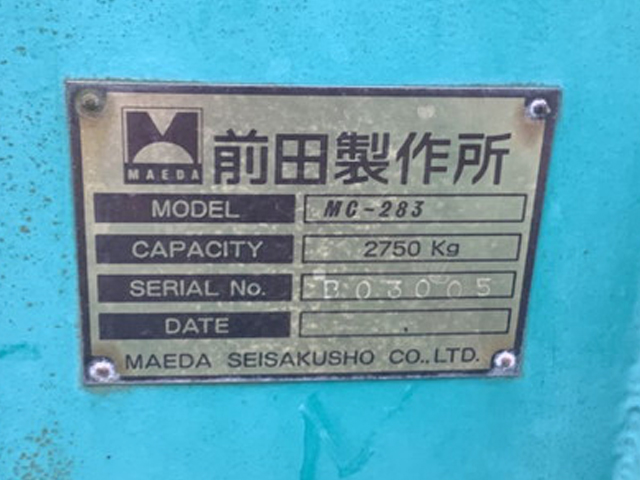 MAEDA
前田製作所
MODEL MC-283
CAPACITY 2750 Kg
SERIAL No. B03005
DATE .
MAEDA SEISAKUSHO CO.,LTD.